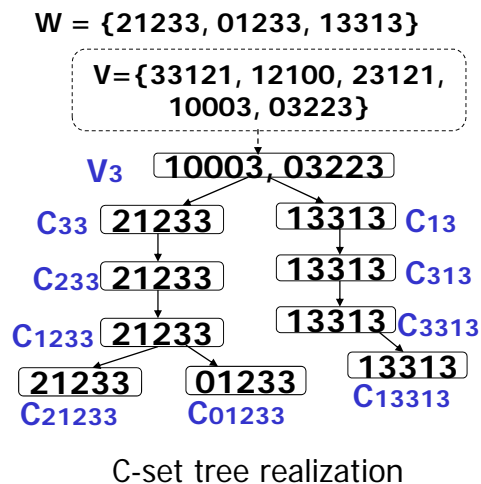 W = {21233, 01233, 13313}
V={33121, 12100, 23121,
10003, 03223}
V3 10003, 03223
C33 21233 13313 C13
C233 21233 13313 C313
C1233 21233 13313 C3313
21233 01233 13313
C21233 C01233 C13313
C-set tree realization